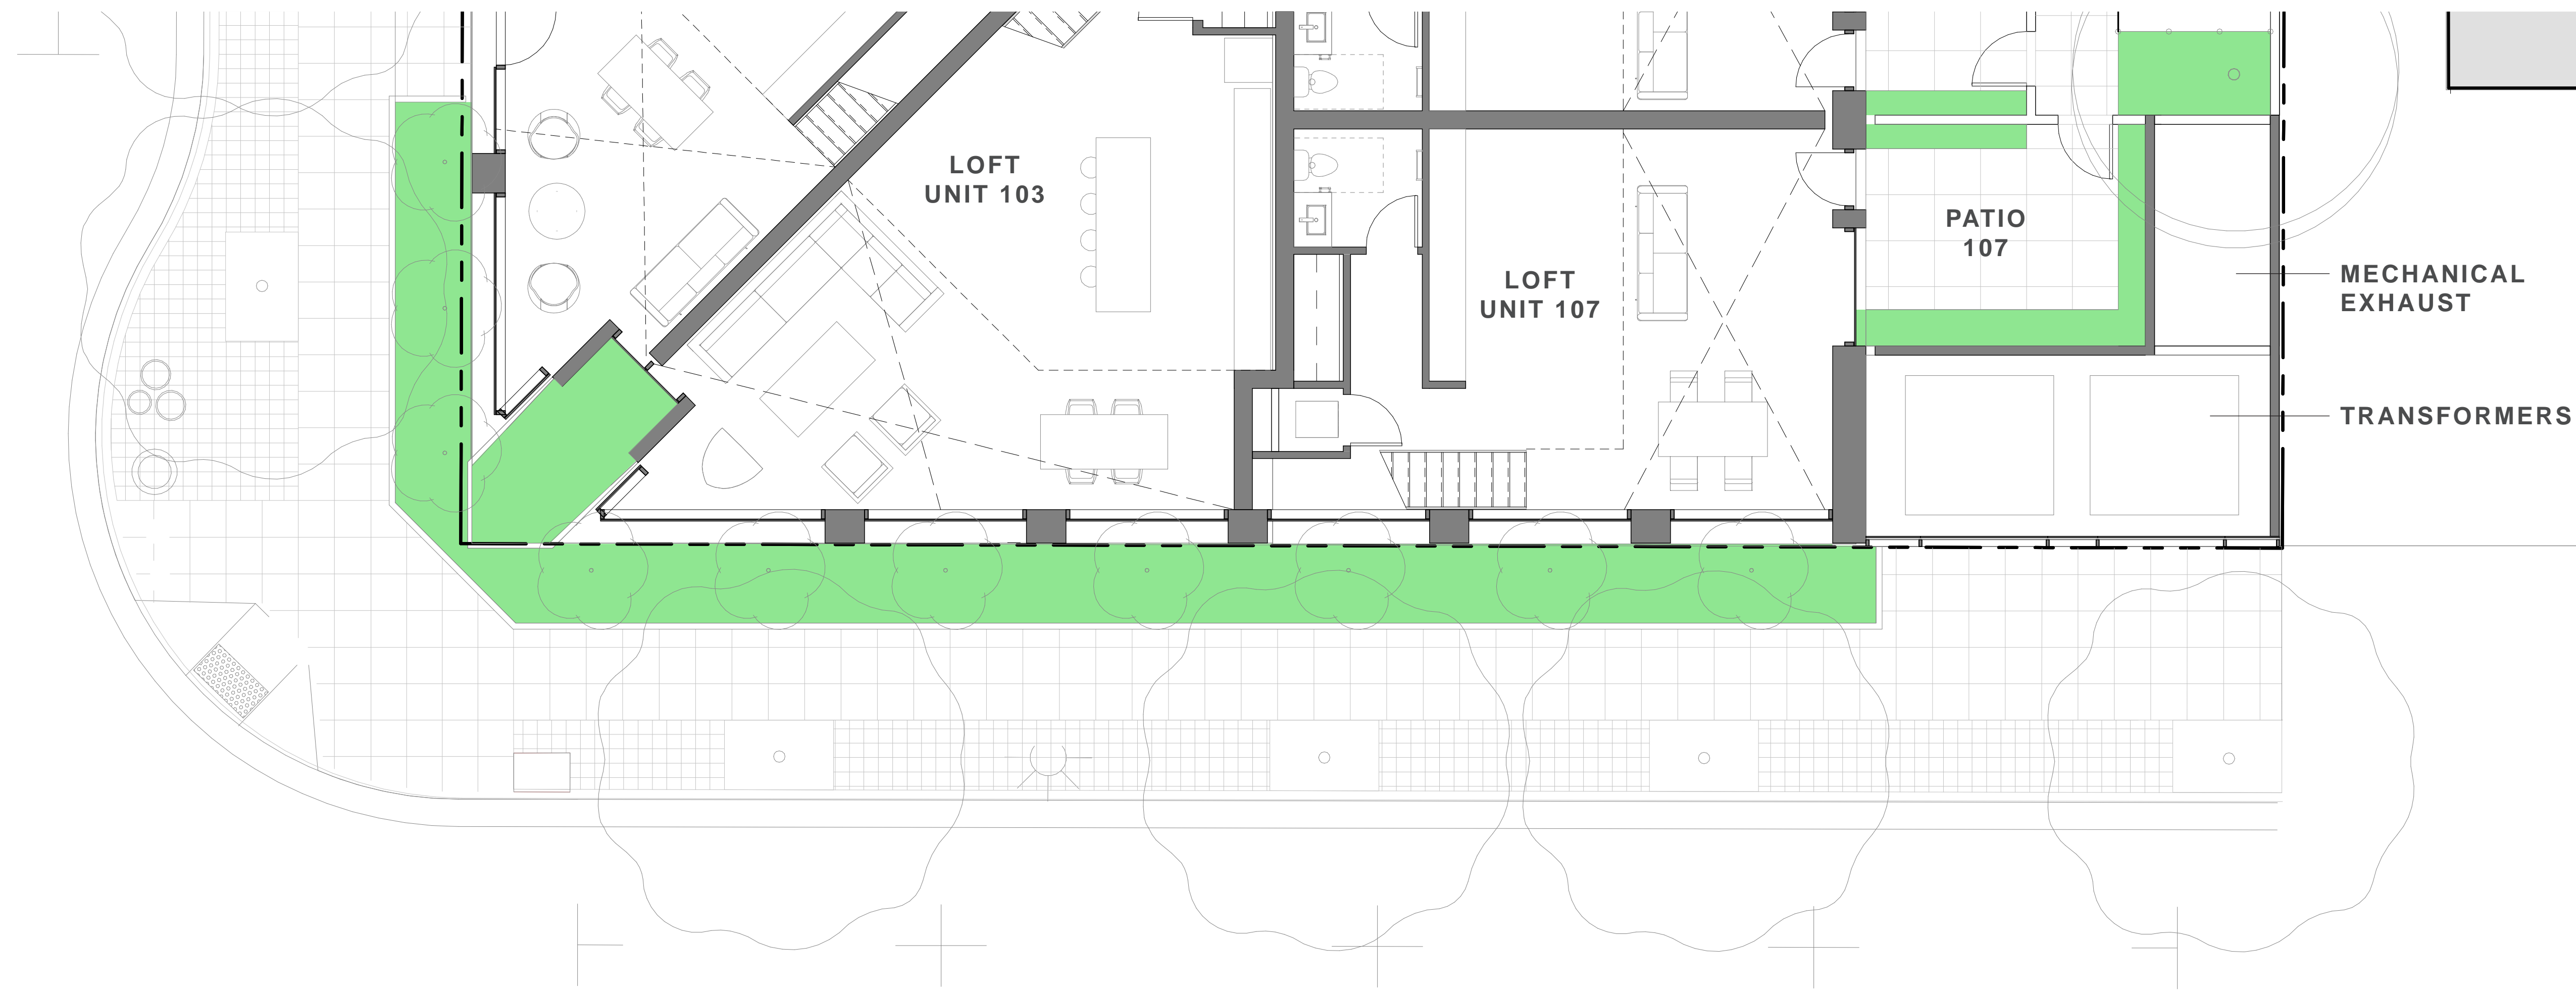 LOFT
UNIT 103
LOFT
UNIT 107
PATIO
107
MECHANICAL
EXHAUST
TRANSFORMERS